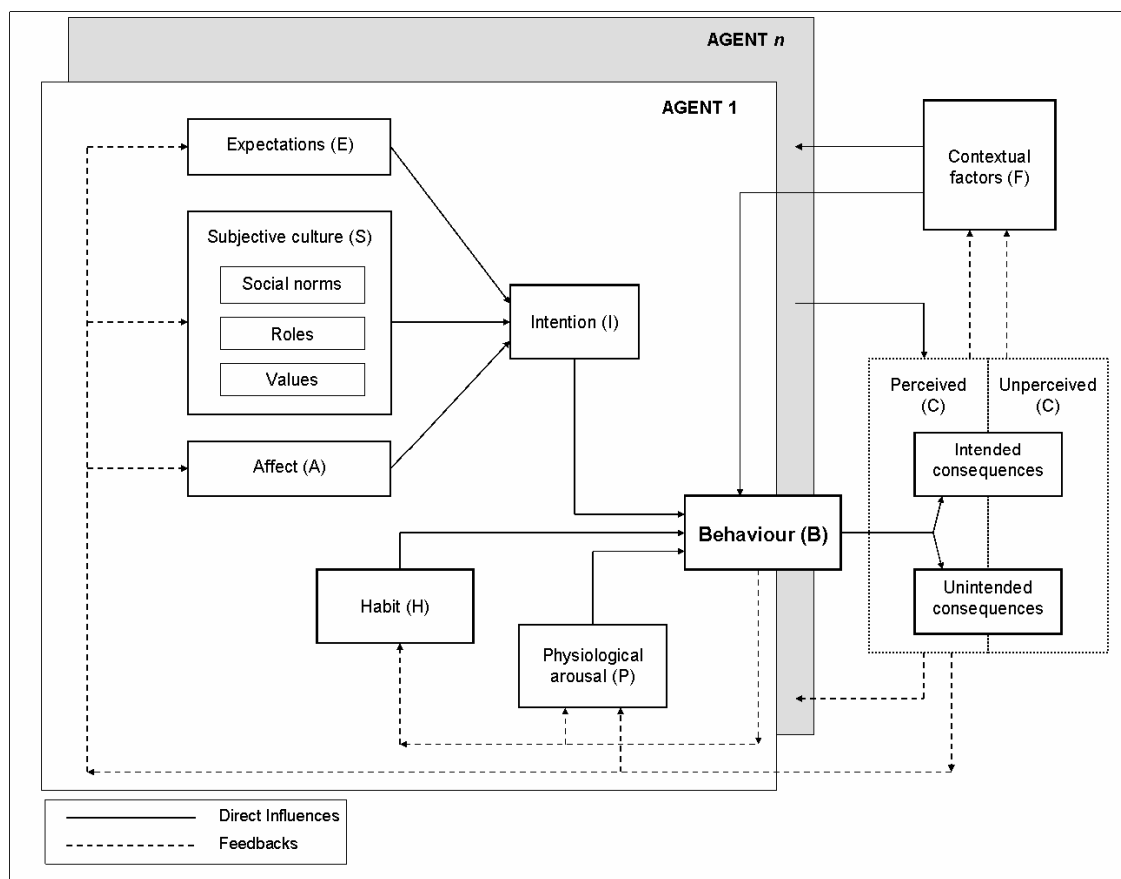 AGENT n
AGENT 1
Expectations (E)
Subjective culture (S)
Social norms
Roles
Values
Affect (A)
Intention (I)
Habit (H)
Physiological
arousal (P)
Behaviour (B)
Contextual
factors (F)
Perceived
(C)
Unperceived
(C)
Intended
consequences
Unintended
consequences
Direct Influences
Feedbacks